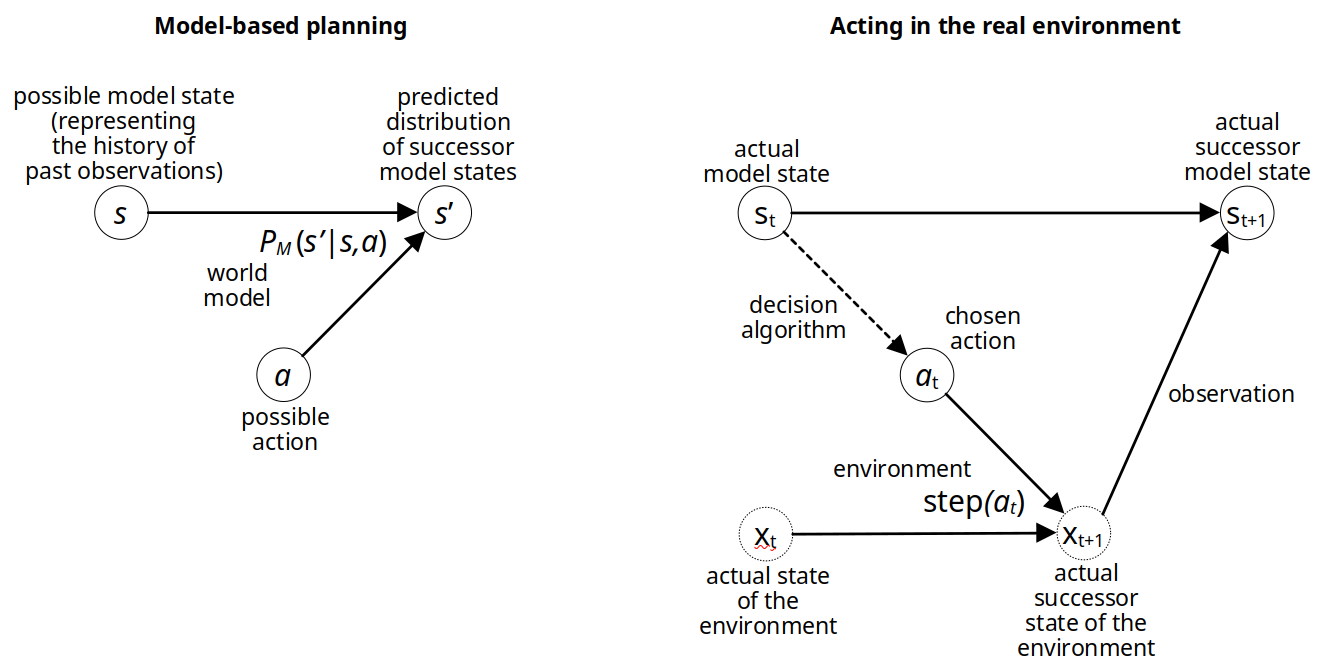 Model-based planning
possible model state
(representing
the history of
past observations)
predicted
distribution
of successor
model states
s
s′
P_M (s′|s,a)
world
model
a
possible
action
Acting in the real environment
actual
model state
actual
successor
model state
s_t
s_t+1
decision
algorithm
chosen
action
a_t
observation
environment
step(a_t)
x_t
x_t+1
actual state
of the
environment
actual
successor
state of the
environment